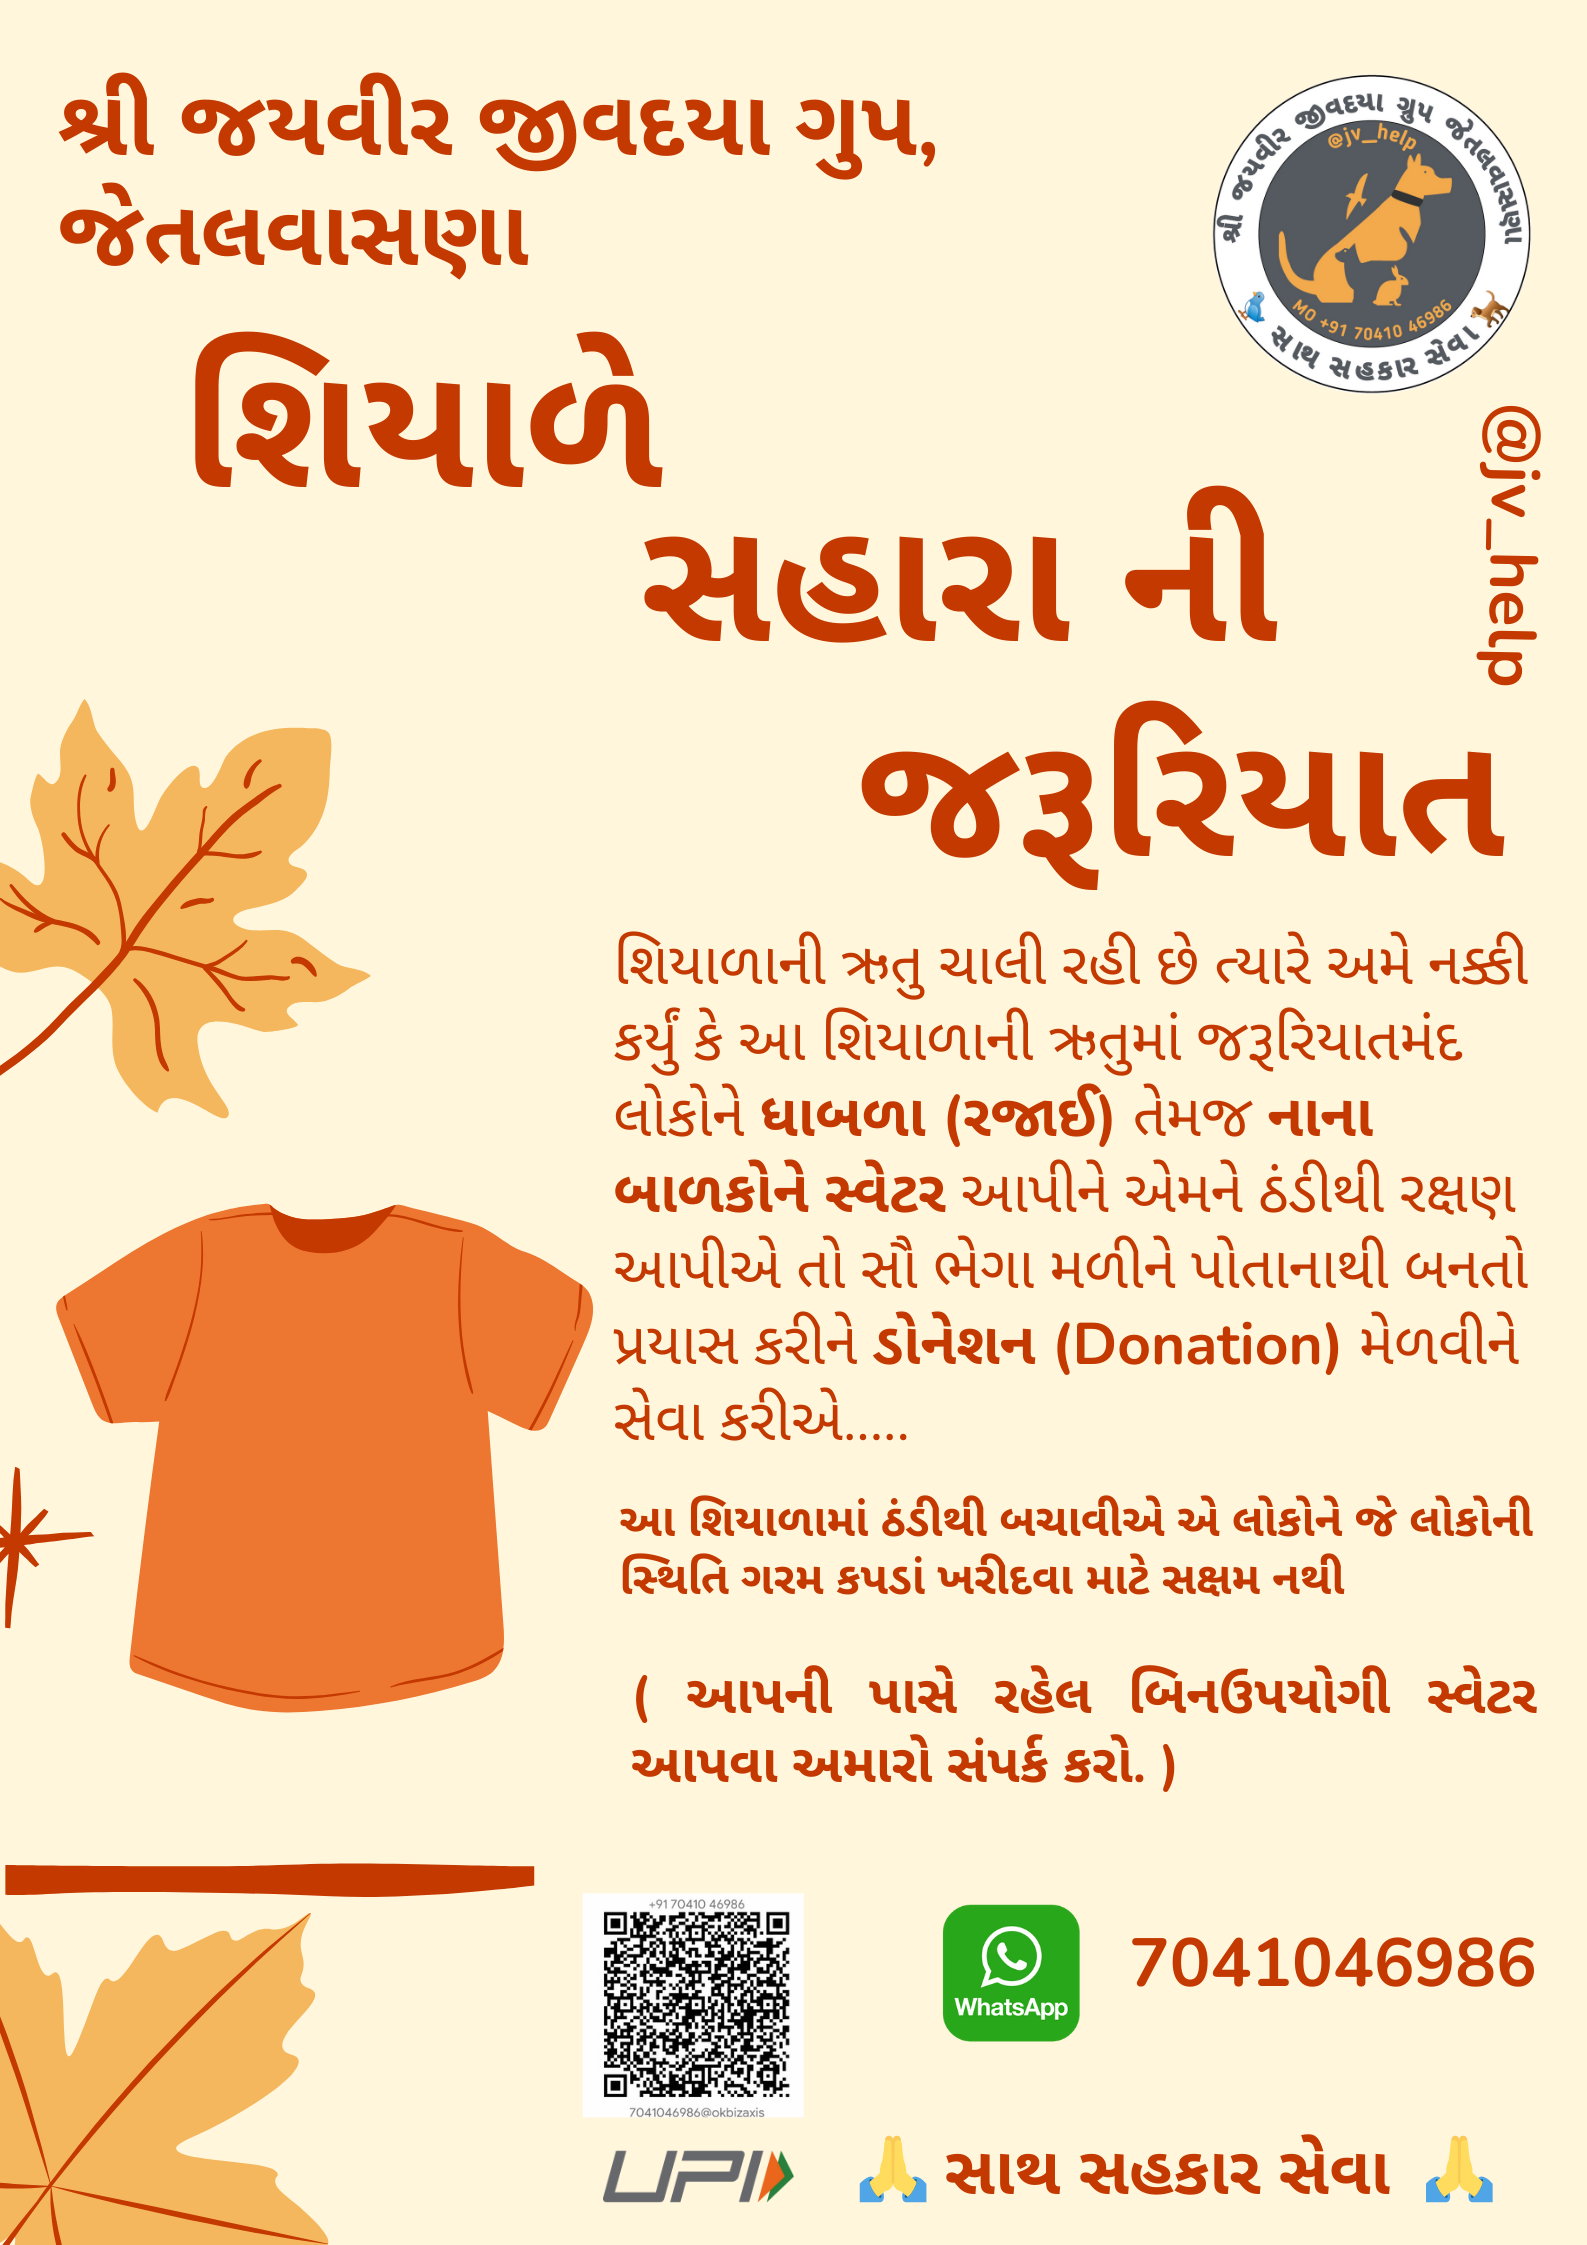 શ્રી જયવીર જીવદયા ગુપ,
જેતલવાસણા
શ્રી જયવીર જીવદયા ગ્રુપ જેતલવાસણા
@jv_help
MO +91 70410 46986
સાથ સહકાર સેવા
@jv_help
શિયાળે
સહારા ની
જરૂરિયાત
શિયાળાની ઋતુ ચાલી રહી છે ત્યારે અમે નક્કી
કર્યું કે આ શિયાળાની ઋતુમાં જરૂરિયાતમંદ
લોકોને ધાબળા (રજાઈ) તેમજ નાના
બાળકોને સ્વેટર આપીને એમને ઠંડીથી રક્ષણ
આપીએ તો સૌ ભેગા મળીને પોતાનાથી બનતો
પ્રયાસ કરીને ડોનેશન (Donation) મેળવીને
સેવા કરીએ.....
આ શિયાળામાં ઠંડીથી બચાવીએ એ લોકોને જે લોકોની
સ્થિતિ ગરમ કપડાં ખરીદવા માટે સક્ષમ નથી
( આપની પાસે રહેલ બિનઉપયોગી સ્વેટર
આપવા અમારો સંપર્ક કરો. )
+91 70410 46986
7041046986@okbizaxis
UPI
WhatsApp
7041046986
🙏 સાથ સહકાર સેવા 🙏